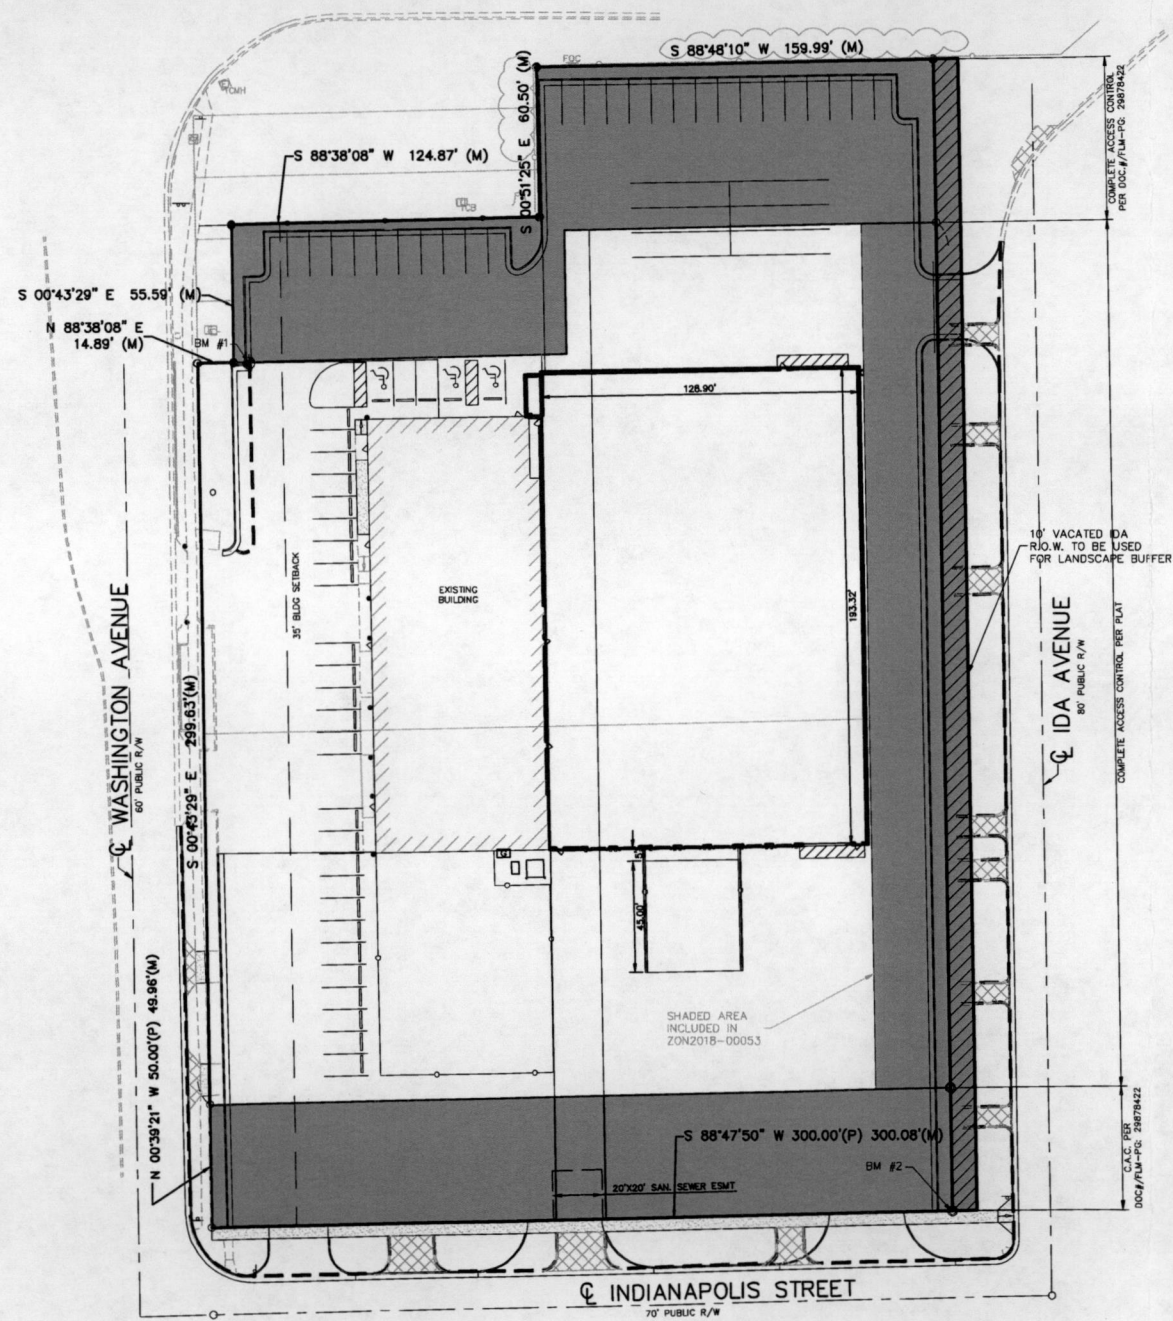 S 88°48'10" W 159.99' (M)
FOC
TCMH
S 00°51'25" E 60.50' (M)
COMPLETE ACCESS CONTROL
PER DOC.#/FLM-PG: 29878422
S 88°38'08" W 124.87' (M)
TCB
S 00°43'29" E 55.59' (M)
N 88°38'08" E
14.89' (M)
BM #1
128.90'
10' VACATED IDA
R.O.W. TO BE USED
FOR LANDSCAPE BUFFER
EXISTING
BUILDING
35' BLDG SETBACK
193.32'
WASHINGTON AVENUE
60' PUBLIC R/W
IDA AVENUE
80' PUBLIC R/W
COMPLETE ACCESS CONTROL PER PLAT
S 00°43'29" E 299.63'(M)
G
5'
45.00'
N 00°39'21" W 50.00'(P) 49.96'(M)
SHADED AREA
INCLUDED IN
ZON2018-00053
S 88°47'50" W 300.00'(P) 300.08'(M)
BM #2
C.A.C. PER
DOC#/FLM-PG: 29878422
20'X20' SAN. SEWER ESMT
INDIANAPOLIS STREET
70' PUBLIC R/W